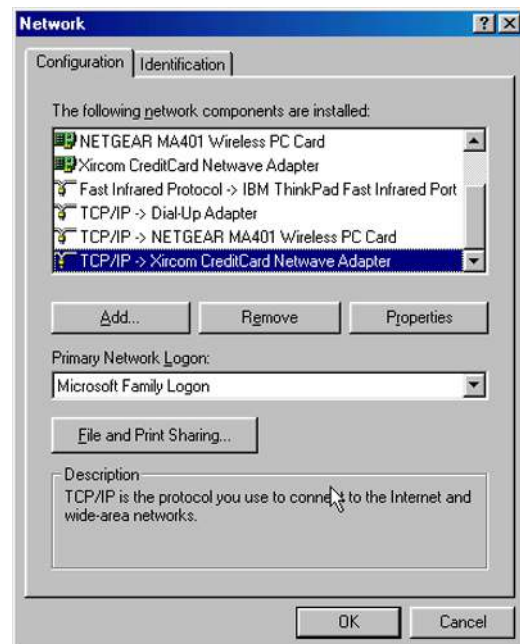 Network
Configuration Identification
The following network components are installed:
NETGEAR MA401 Wireless PC Card
Xircom CreditCard Netwave Adapter
Fast Infrared Protocol -> IBM ThinkPad Fast Infrared Port
TCP/IP -> Dial-Up Adapter
TCP/IP -> NETGEAR MA401 Wireless PC Card
TCP/IP -> Xircom CreditCard Netwave Adapter
Add... Remove Properties
Primary Network Logon:
Microsoft Family Logon
File and Print Sharing...
Description
TCP/IP is the protocol you use to connect to the Internet and
wide-area networks.
OK Cancel